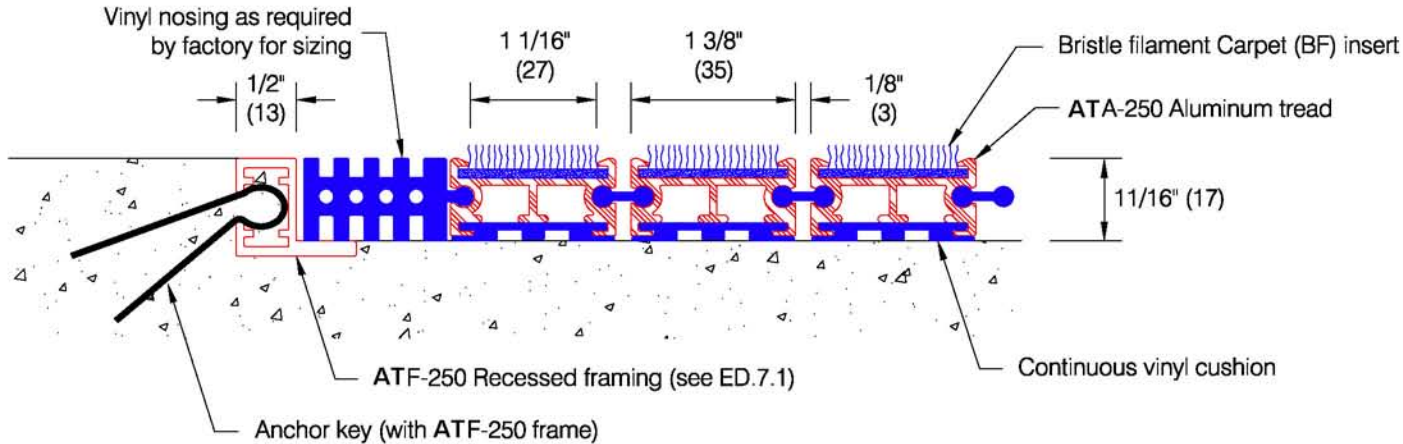 Vinyl nosing as required
by factory for sizing
1/2"
(13)
1 1/16"
(27)
1 3/8"
(35)
1/8"
(3)
Bristle filament Carpet (BF) insert
ATA-250 Aluminum tread
11/16" (17)
Continuous vinyl cushion
ATF-250 Recessed framing (see ED.7.1)
Anchor key (with ATF-250 frame)